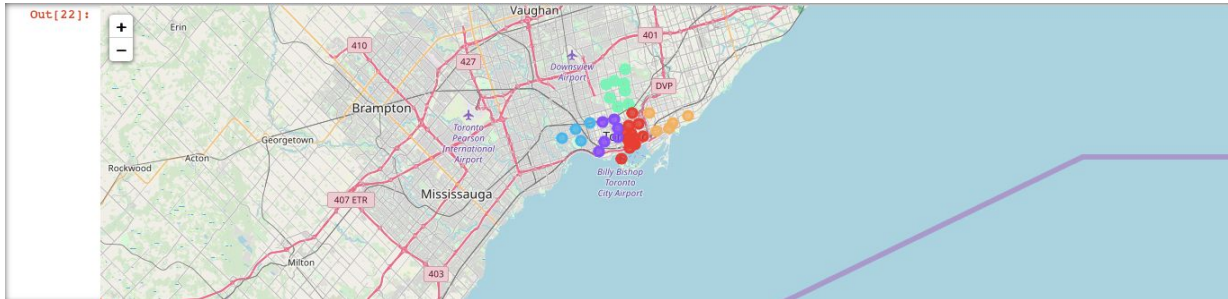 Out[22]:
+
−
Erin
Vaughan
410
401
427
Downsview
Airport
DVP
Brampton
Toronto
Pearson
International
Airport
Georgetown
Acton
Rockwood
Billy Bishop
Toronto
City Airport
Mississauga
407 ETR
Milton
403